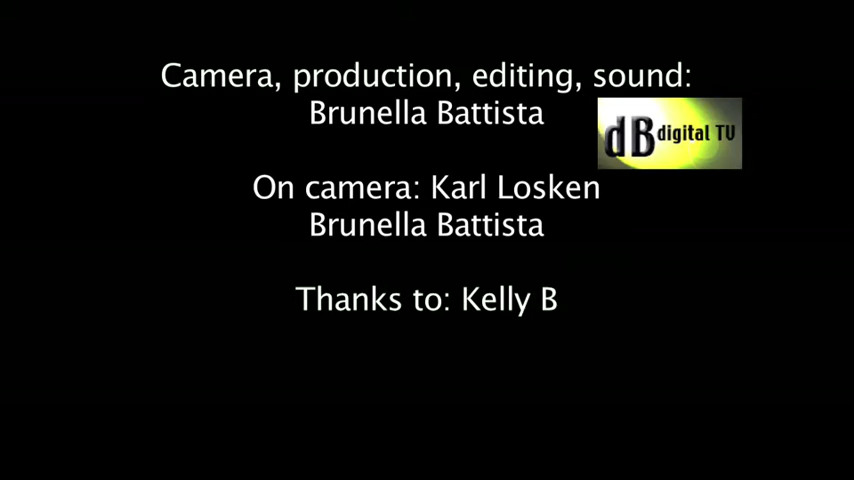 Camera, production, editing, sound:
Brunella Battista
dB digital TV
On camera: Karl Losken
Brunella Battista
Thanks to: Kelly B